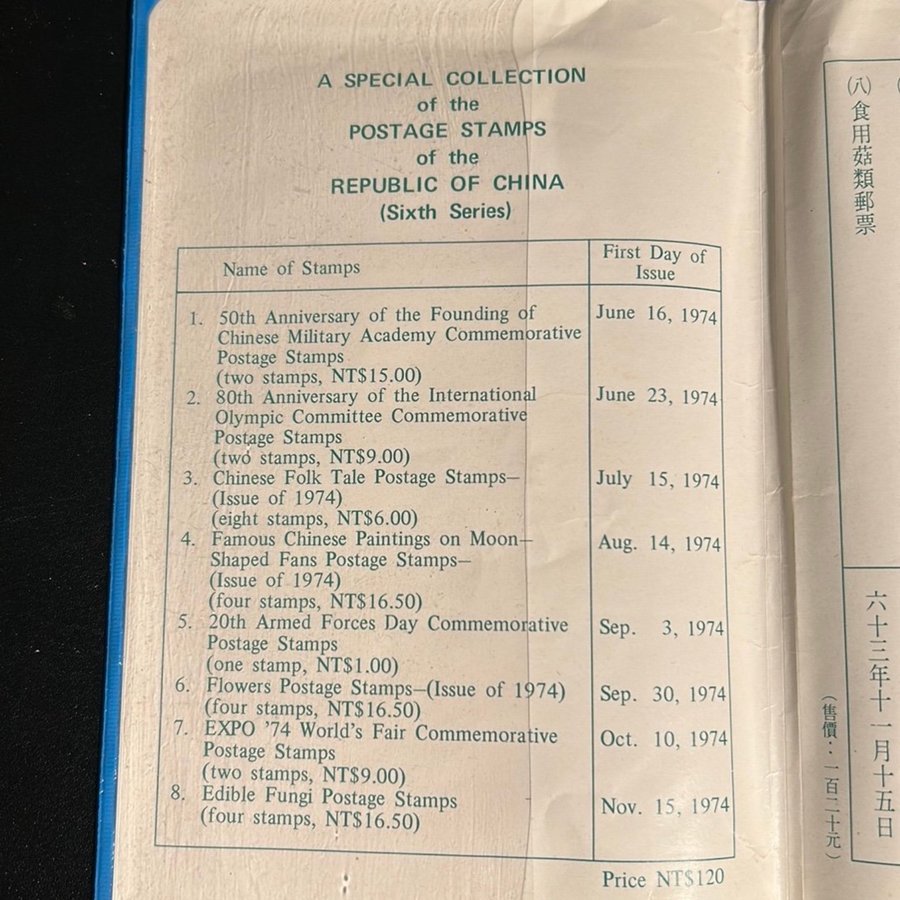 A SPECIAL COLLECTION
of the
POSTAGE STAMPS
of the
REPUBLIC OF CHINA
(Sixth Series)
Name of Stamps
First Day of
Issue
1. 50th Anniversary of the Founding of
Chinese Military Academy Commemorative
Postage Stamps
(two stamps, NT$15.00)
June 16, 1974
2. 80th Anniversary of the International
Olympic Committee Commemorative
Postage Stamps
(two stamps, NT$9.00)
June 23, 1974
3. Chinese Folk Tale Postage Stamps—
(Issue of 1974)
(eight stamps, NT$6.00)
July 15, 1974
4. Famous Chinese Paintings on Moon—
Shaped Fans Postage Stamps—
(Issue of 1974)
(four stamps, NT$16.50)
Aug. 14, 1974
5. 20th Armed Forces Day Commemorative
Postage Stamps
(one stamp, NT$1.00)
Sep. 3, 1974
6. Flowers Postage Stamps—(Issue of 1974)
(four stamps, NT$16.50)
Sep. 30, 1974
7. EXPO '74 World's Fair Commemorative
Postage Stamps
(two stamps, NT$9.00)
Oct. 10, 1974
8. Edible Fungi Postage Stamps
(four stamps, NT$16.50)
Nov. 15, 1974
Price NT$120
(八)食用菇類郵票
六十三年十一月十五日
(售價：一百二十元)